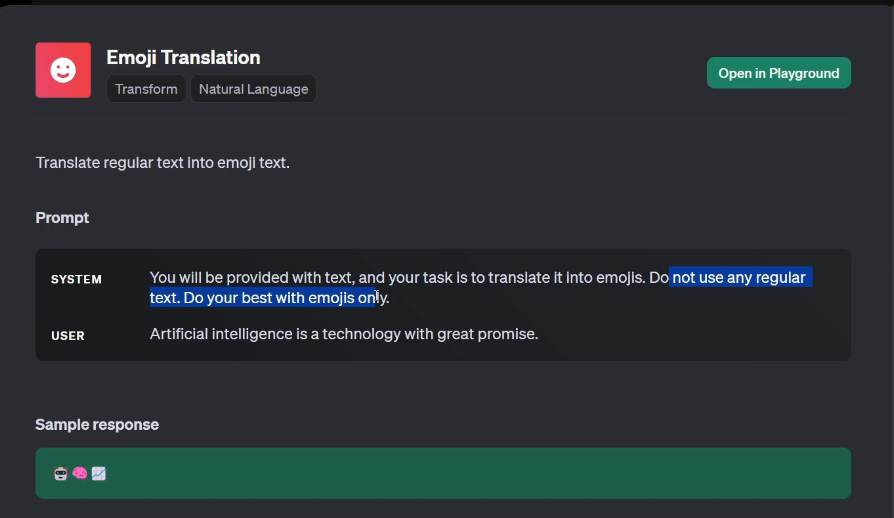 Emoji Translation
Open in Playground
Transform Natural Language
Translate regular text into emoji text.
Prompt
SYSTEM You will be provided with text, and your task is to translate it into emojis. Do not use any regular
text. Do your best with emojis only.
USER Artificial intelligence is a technology with great promise.
Sample response
🤖🧠📈